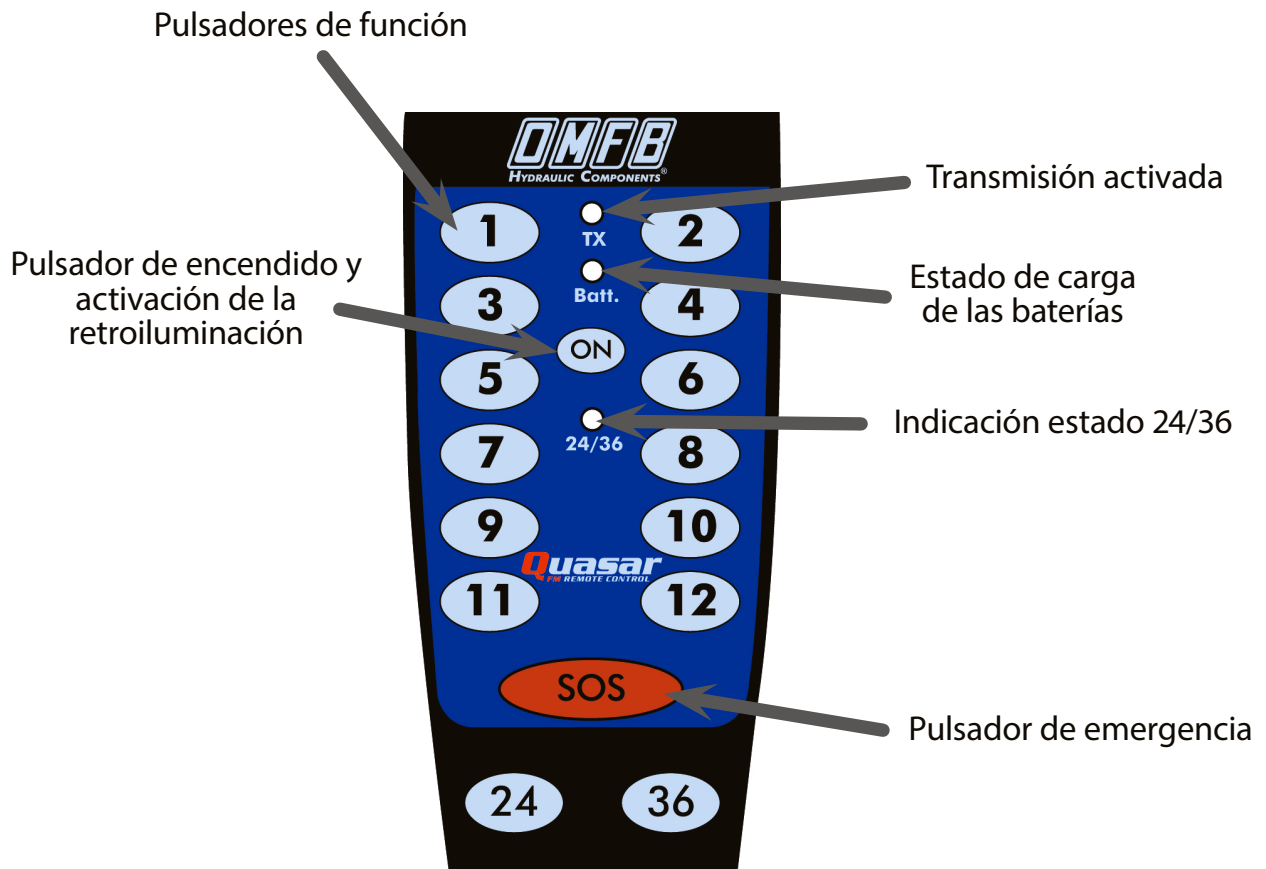 Pulsadores de función
OMFB
HYDRAULIC COMPONENTS®
Transmisión activada
1
TX
2
Pulsador de encendido y
activación de la
retroiluminación
Estado de carga
de las baterías
3
Batt.
4
ON
5
6
Indicación estado 24/36
24/36
7
8
9
10
Quasar
FM REMOTE CONTROL
11
12
SOS
Pulsador de emergencia
24
36